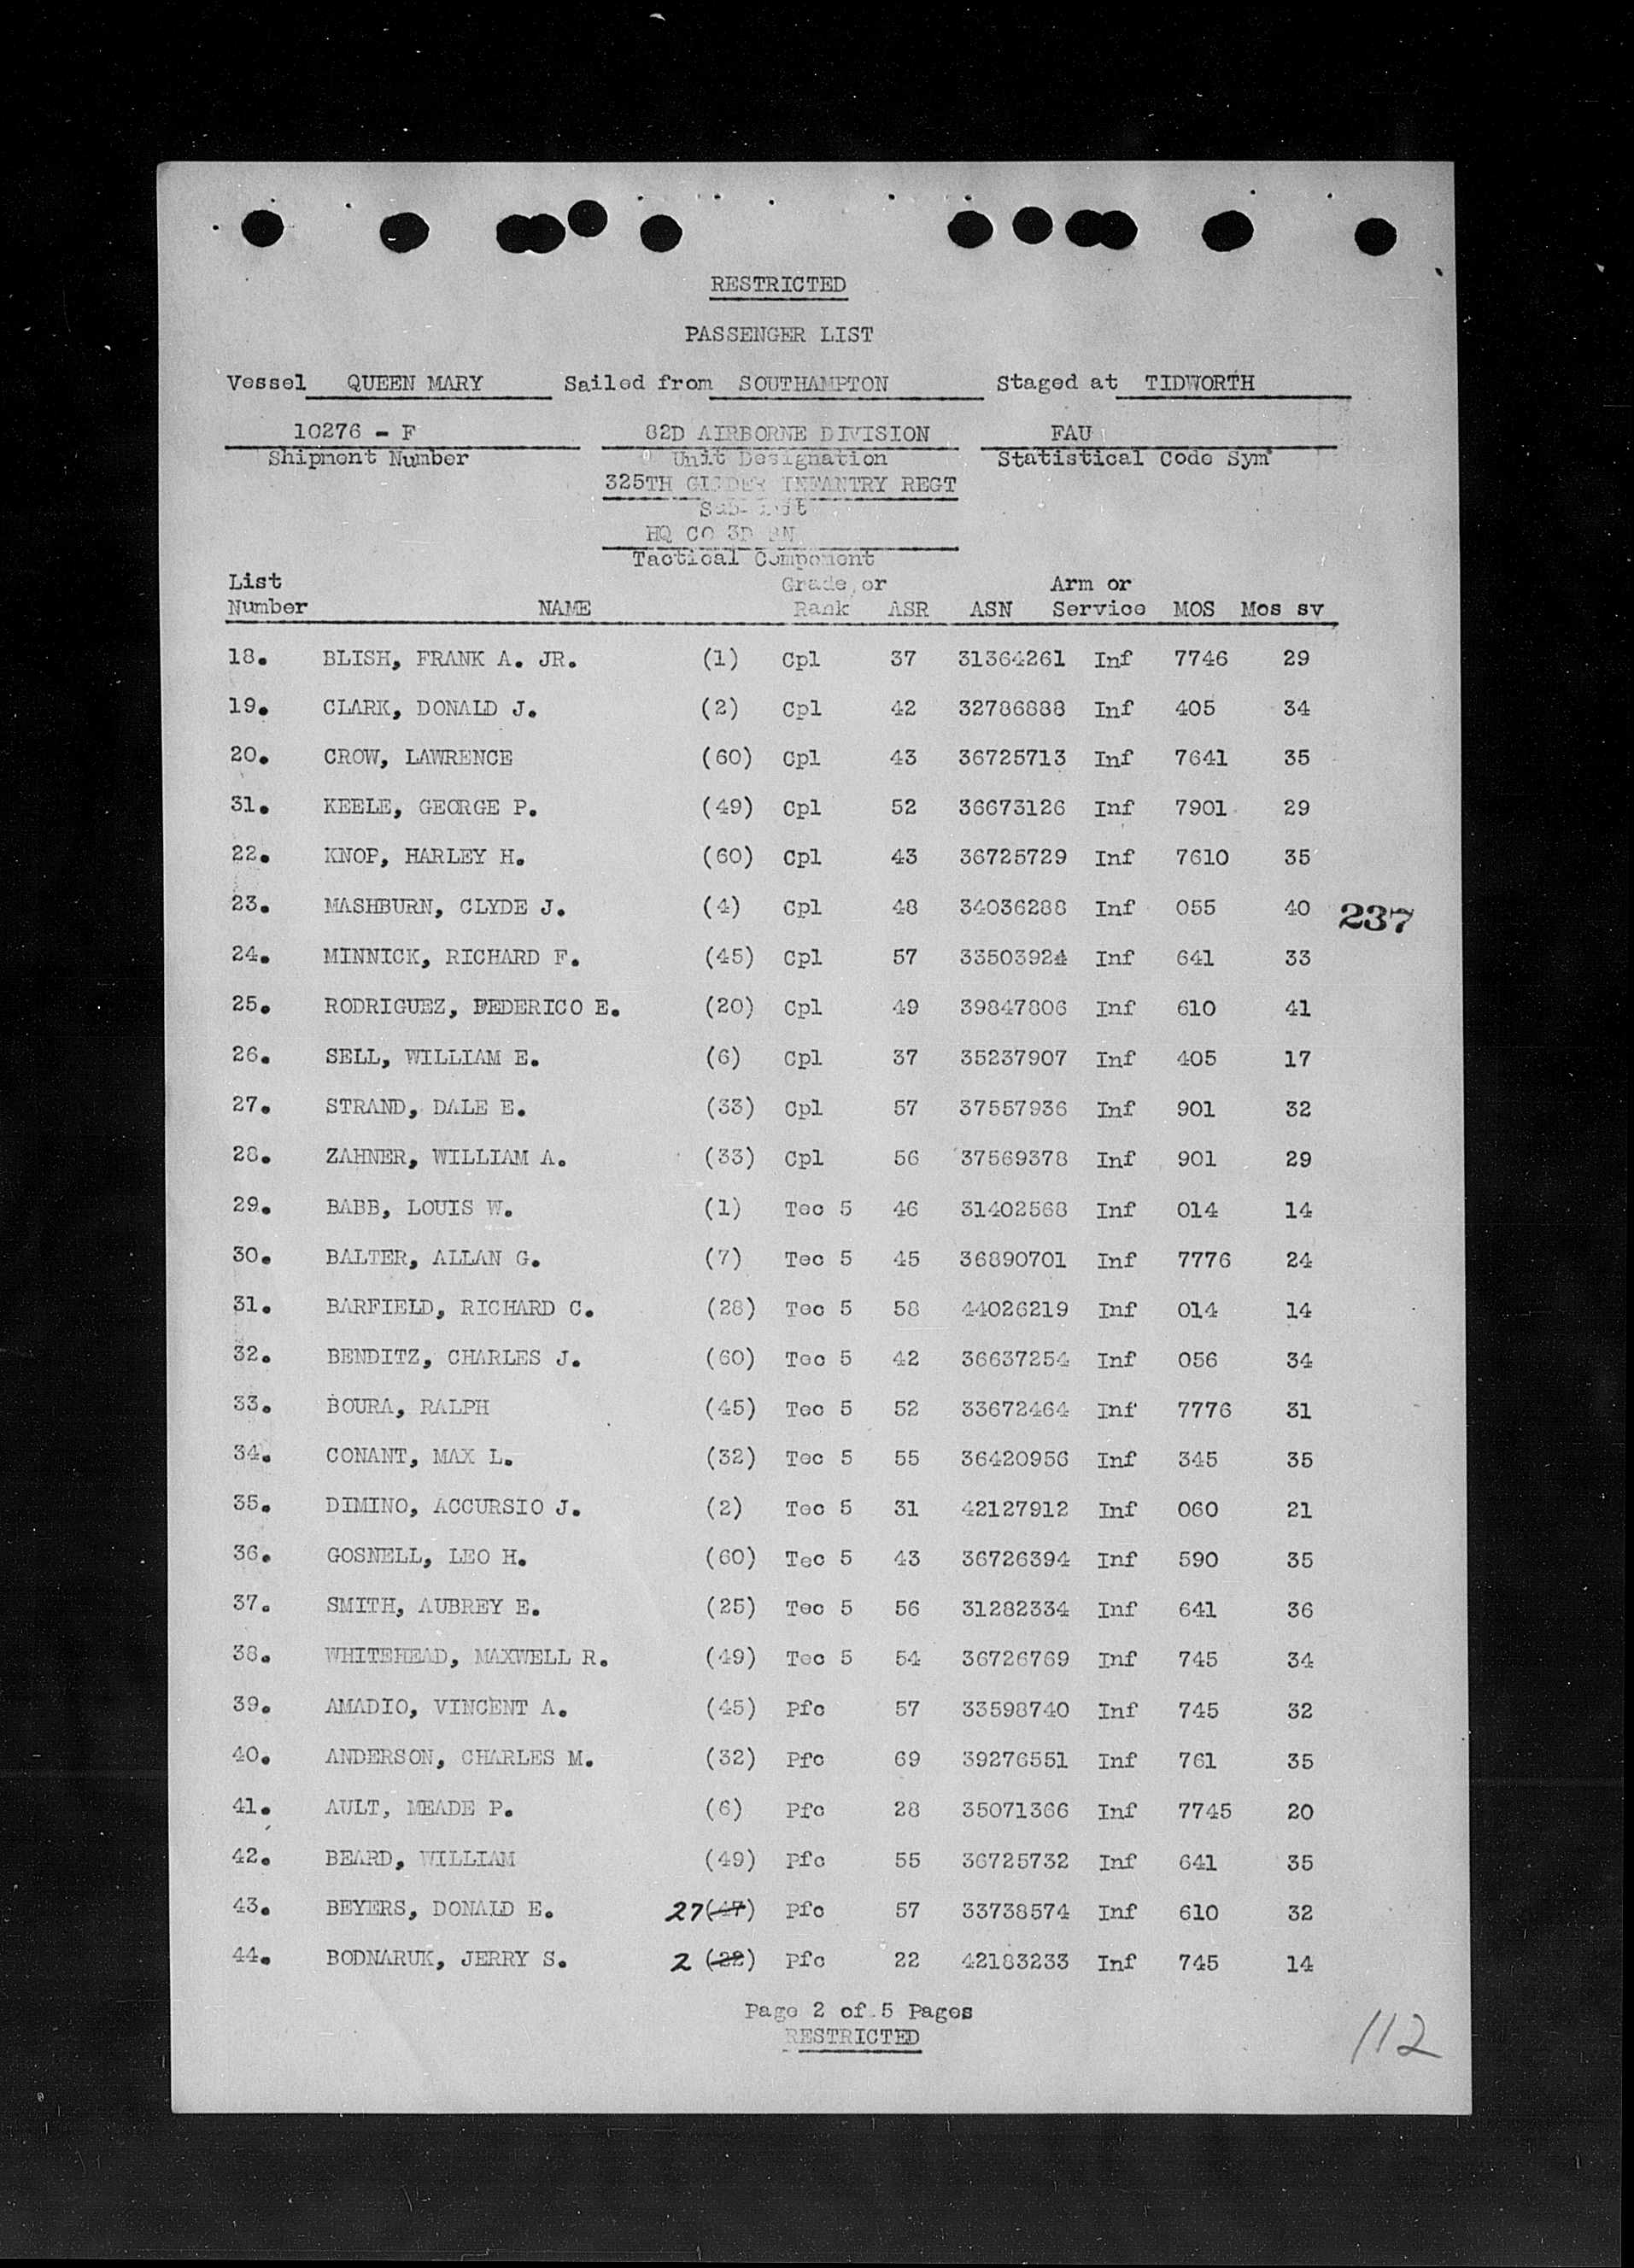 RESTRICTED
PASSENGER LIST
Vessel QUEEN MARY Sailed from SOUTHAMPTON Staged at TIDWORTH
10276 - F 82D AIRBORNE DIVISION FAU
Shipment Number Unit Designation Statistical Code Sym
325TH GLIDER INFANTRY REGT
Sub-Unit
HQ CO 3D BN
Tactical Component
List Grade or Arm or
Number NAME Rank ASR ASN Service MOS Mos sv
18. BLISH, FRANK A. JR. (1) Cpl 37 31364261 Inf 7746 29
19. CLARK, DONALD J. (2) Cpl 42 32786888 Inf 405 34
20. CROW, LAWRENCE (60) Cpl 43 36725713 Inf 7641 35
31. KEELE, GEORGE P. (49) Cpl 52 36673126 Inf 7901 29
22. KNOP, HARLEY H. (60) Cpl 43 36725729 Inf 7610 35
23. MASHBURN, CLYDE J. (4) Cpl 48 34036288 Inf 055 40 237
24. MINNICK, RICHARD F. (45) Cpl 57 33503924 Inf 641 33
25. RODRIGUEZ, FEDERICO E. (20) Cpl 49 39847806 Inf 610 41
26. SELL, WILLIAM E. (6) Cpl 37 35237907 Inf 405 17
27. STRAND, DALE E. (33) Cpl 57 37557936 Inf 901 32
28. ZAHNER, WILLIAM A. (33) Cpl 56 37569378 Inf 901 29
29. BABB, LOUIS W. (1) Tec 5 46 31402568 Inf 014 14
30. BALTER, ALLAN G. (7) Tec 5 45 36890701 Inf 7776 24
31. BARFIELD, RICHARD C. (28) Tec 5 58 44026219 Inf 014 14
32. BENDITZ, CHARLES J. (60) Tec 5 42 36637254 Inf 056 34
33. BOURA, RALPH (45) Tec 5 52 33672464 Inf 7776 31
34. CONANT, MAX L. (32) Tec 5 55 36420956 Inf 345 35
35. DIMINO, ACCURSIO J. (2) Tec 5 31 42127912 Inf 060 21
36. GOSNELL, LEO H. (60) Tec 5 43 36726394 Inf 590 35
37. SMITH, AUBREY E. (25) Tec 5 56 31282334 Inf 641 36
38. WHITEHEAD, MAXWELL R. (49) Tec 5 54 36726769 Inf 745 34
39. AMADIO, VINCENT A. (45) Pfc 57 33598740 Inf 745 32
40. ANDERSON, CHARLES M. (32) Pfc 69 39276551 Inf 761 35
41. AULT, MEADE P. (6) Pfc 28 35071366 Inf 7745 20
42. BEARD, WILLIAM (49) Pfc 55 36725732 Inf 641 35
43. BEYERS, DONALD E. 27(47) Pfc 57 33738574 Inf 610 32
44. BODNARUK, JERRY S. 2 (22) Pfc 22 42183233 Inf 745 14
Page 2 of 5 Pages
RESTRICTED
112